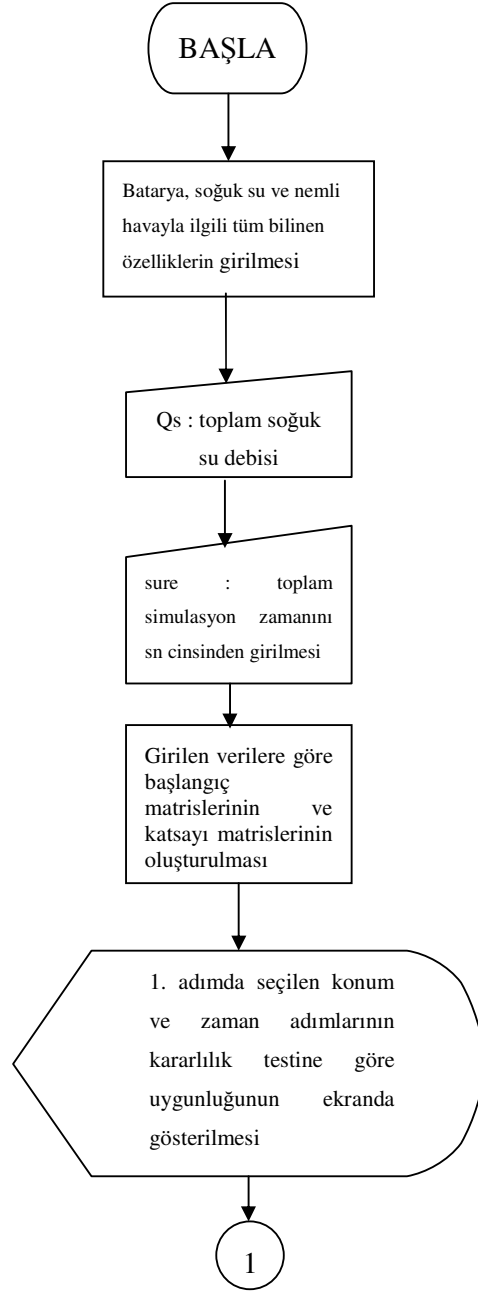 BAŞLA
Batarya, soğuk su ve nemli
havayla ilgili tüm bilinen
özelliklerin girilmesi
Qs : toplam soğuk
su debisi
sure : toplam
simulasyon zamanını
sn cinsinden girilmesi
Girilen verilere göre
başlangıç
matrislerinin ve
katsayı matrislerinin
oluşturulması
1. adımda seçilen konum
ve zaman adımlarının
kararlılık testine göre
uygunluğunun ekranda
gösterilmesi
1